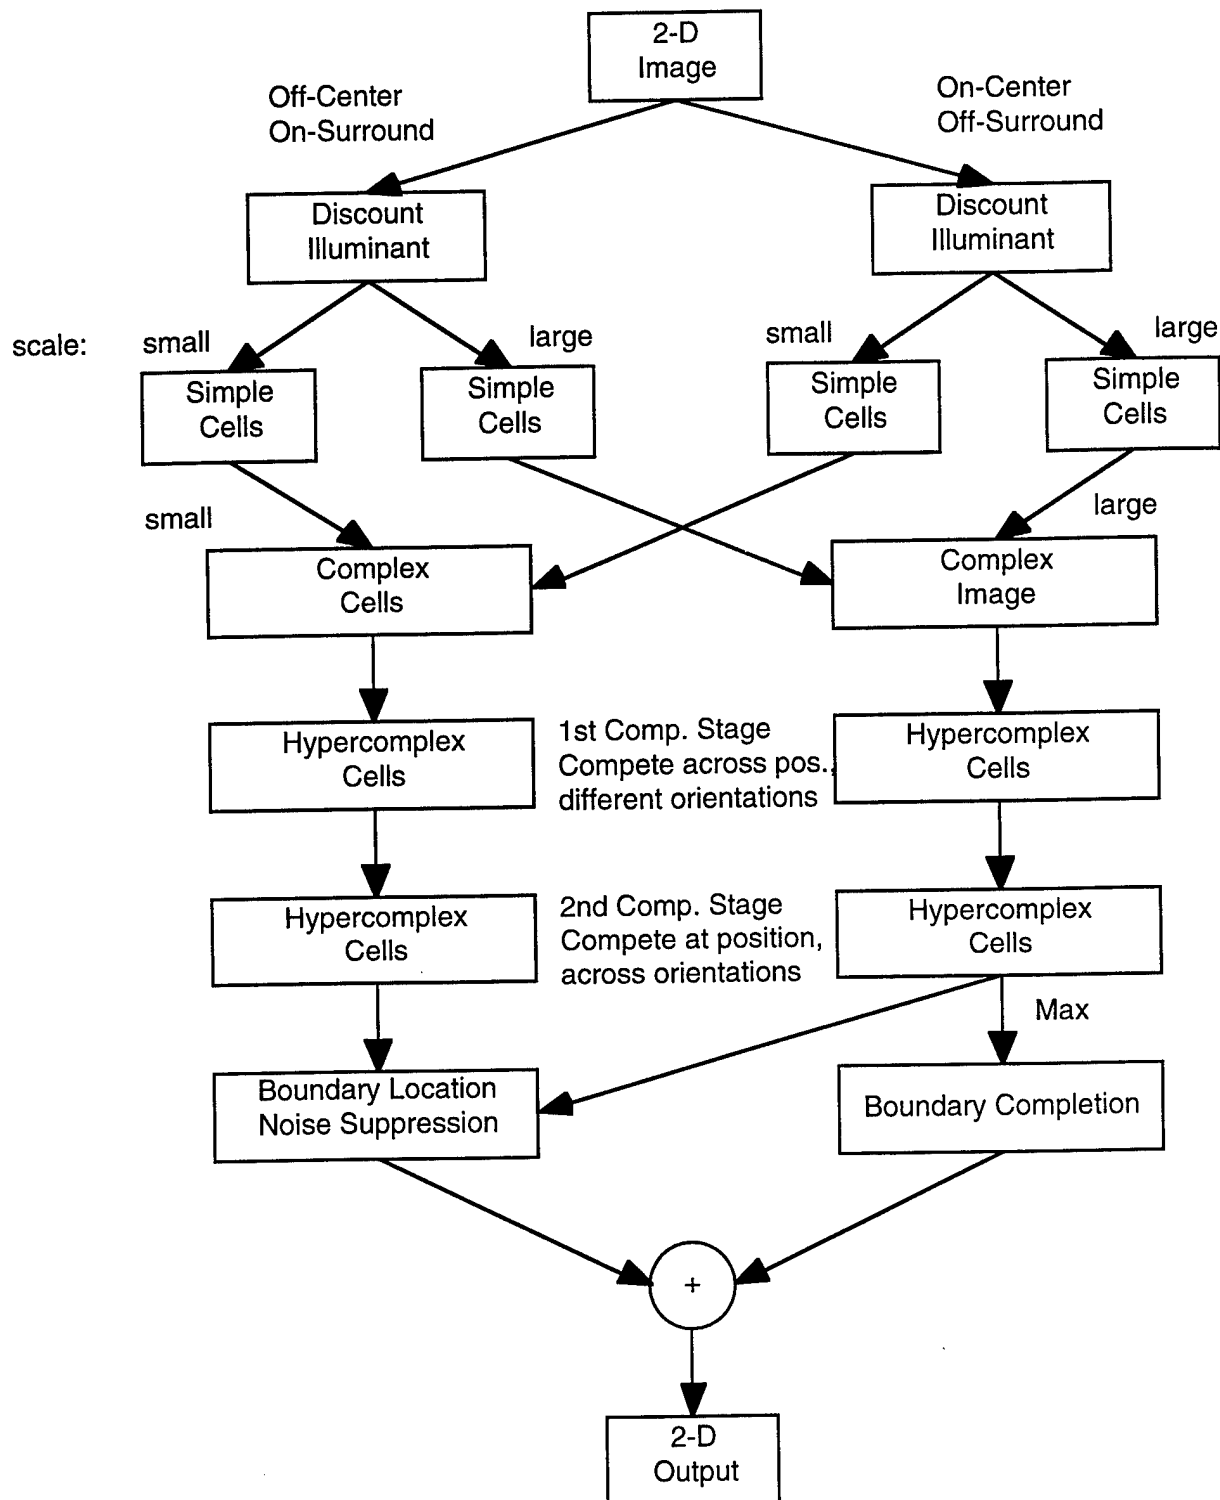 2-D
Image
Off-Center
On-Surround
On-Center
Off-Surround
Discount
Illuminant
Discount
Illuminant
scale:
small
large
small
large
Simple
Cells
Simple
Cells
Simple
Cells
Simple
Cells
small
large
Complex
Cells
Complex
Image
Hypercomplex
Cells
1st Comp. Stage
Compete across pos.,
different orientations
Hypercomplex
Cells
Hypercomplex
Cells
2nd Comp. Stage
Compete at position,
across orientations
Hypercomplex
Cells
Max
Boundary Location
Noise Suppression
Boundary Completion
+
2-D
Output